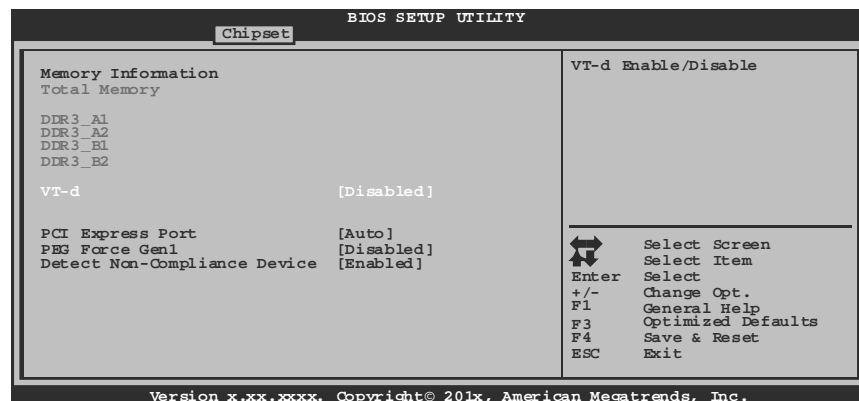 BIOS SETUP UTILITY
Chipset
Memory Information
Total Memory
DDR3_A1
DDR3_A2
DDR3_B1
DDR3_B2
VT-d [Disabled]
PCI Express Port [Auto]
PEG Force Gen1 [Disabled]
Detect Non-Compliance Device [Enabled]
VT-d Enable/Disable
Select Screen
Select Item
Enter Select
+/- Change Opt.
F1 General Help
F3 Optimized Defaults
F4 Save & Reset
ESC Exit
Version x.xx.xxxx. Copyright© 201x, American Megatrends, Inc.